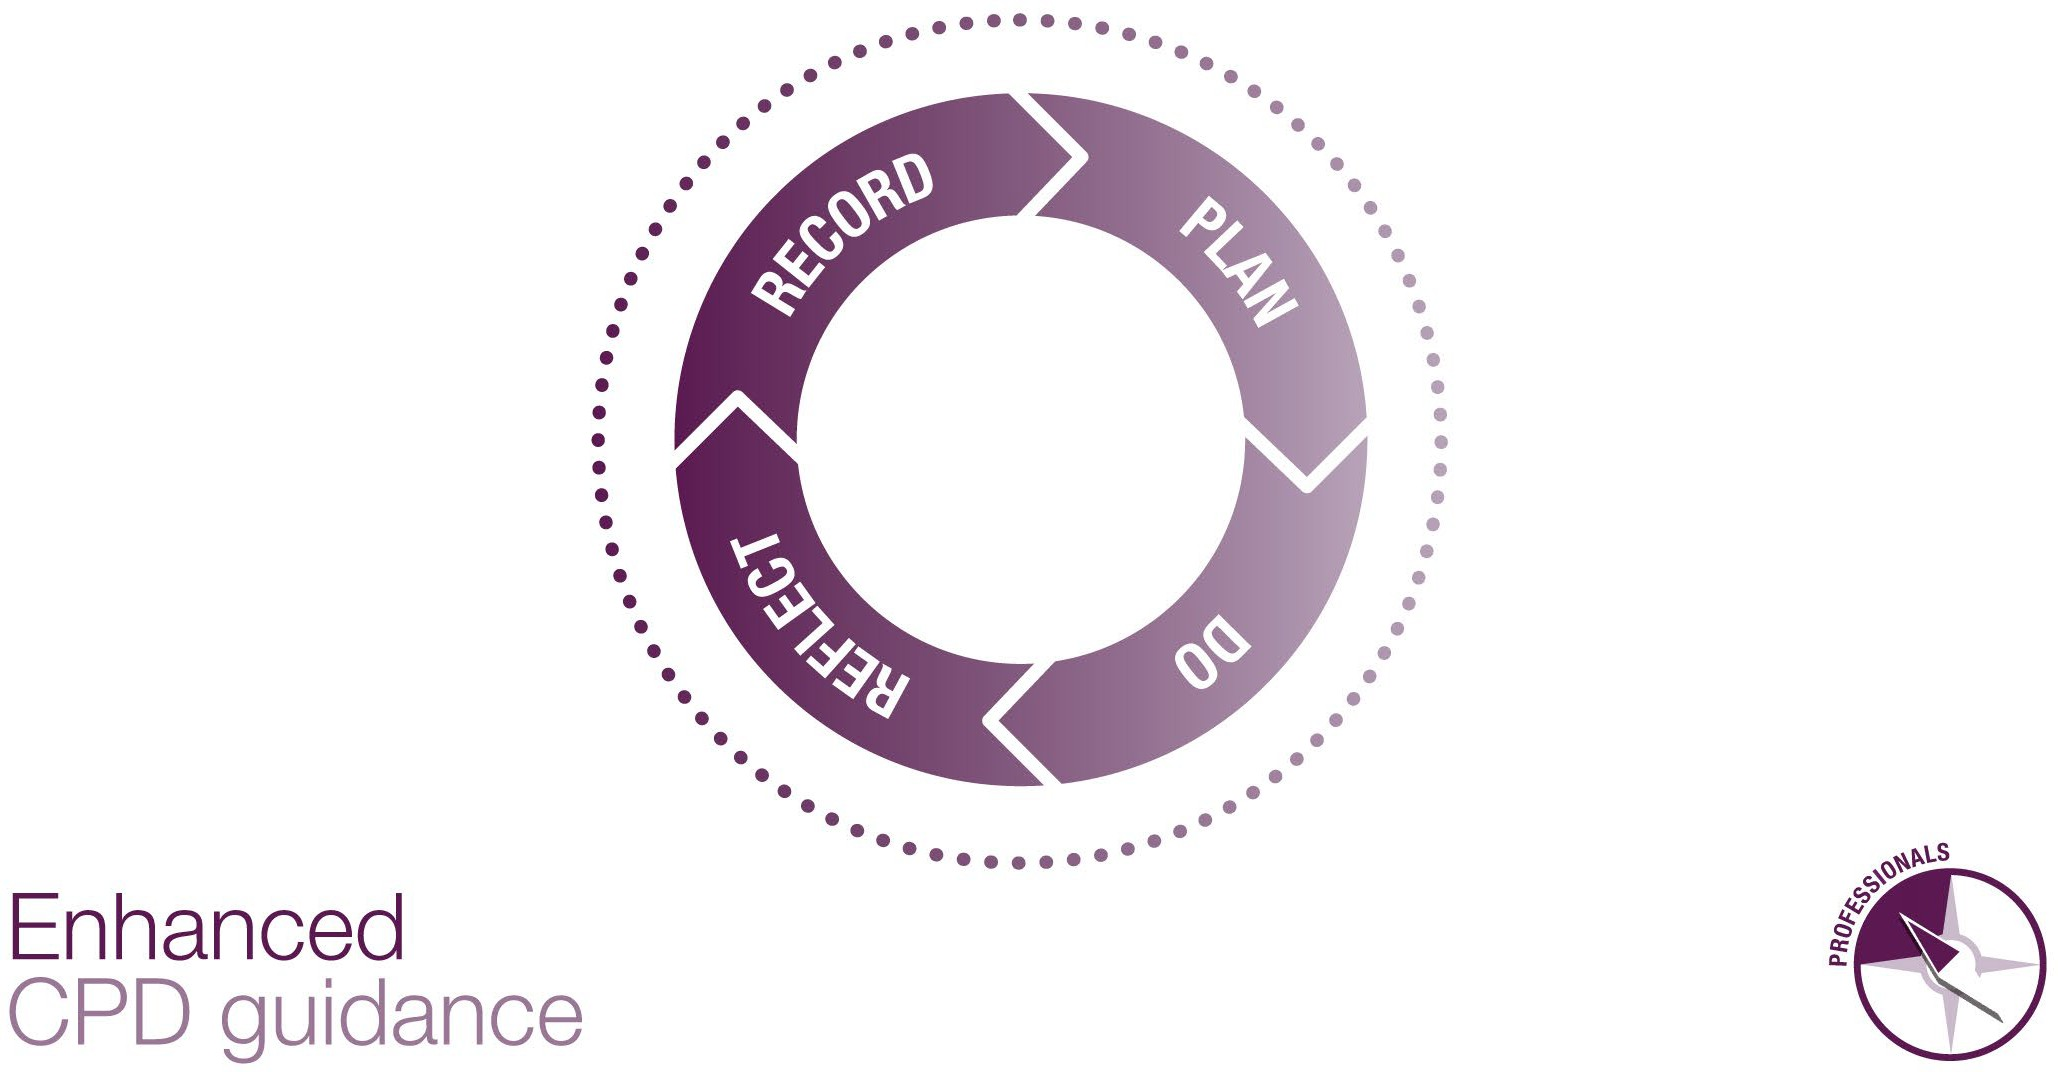 RECORD
PLAN
DO
REFLECT
PROFESSIONALS
Enhanced
CPD guidance